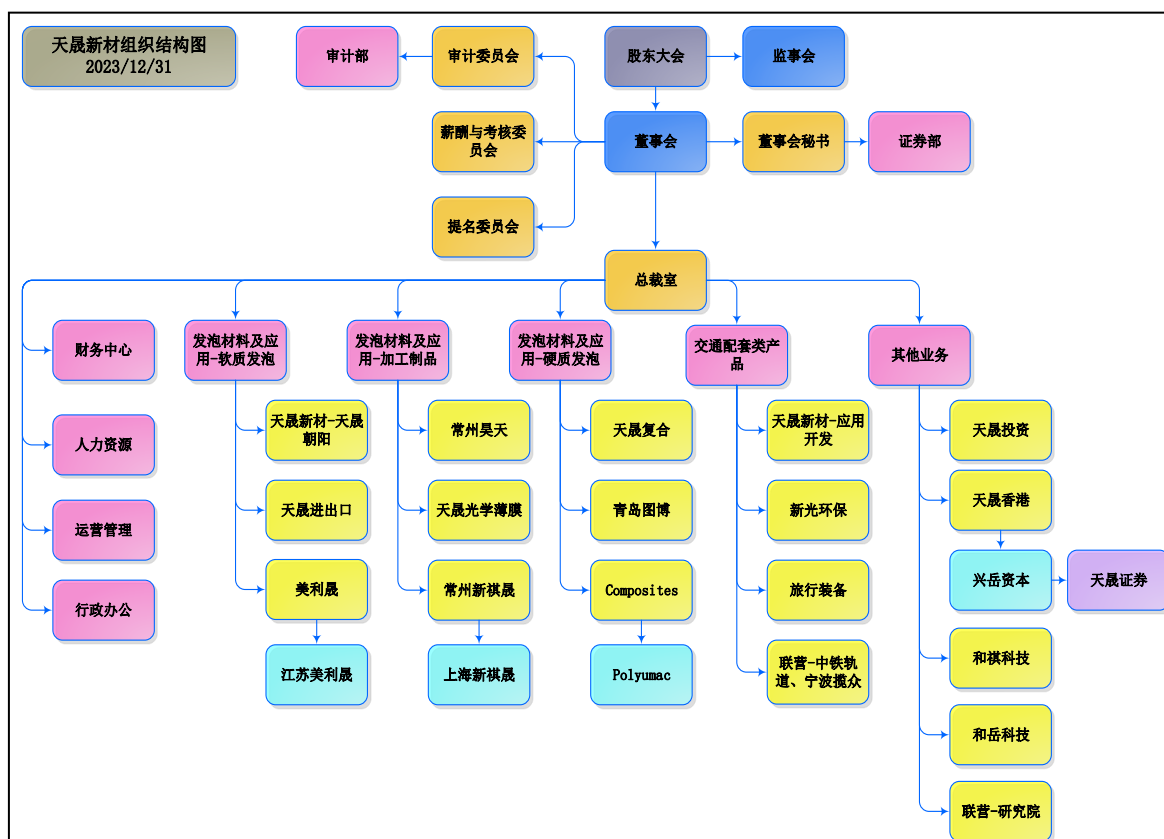 天晟新材组织结构图
2023/12/31
审计部
审计委员会
股东大会
监事会
薪酬与考核委
员会
董事会
董事会秘书
证券部
提名委员会
总裁室
财务中心
人力资源
运营管理
行政办公
发泡材料及应
用-软质发泡
天晟新材-天晟
朝阳
天晟进出口
美利晟
江苏美利晟
发泡材料及应
用-加工制品
常州昊天
天晟光学薄膜
常州新祺晟
上海新祺晟
发泡材料及应
用-硬质发泡
天晟复合
青岛图博
Composites
Polyumac
交通配套类产
品
天晟新材-应用
开发
新光环保
旅行装备
联营-中铁轨
道、宁波揽众
其他业务
天晟投资
天晟香港
兴岳资本
天晟证券
和祺科技
和岳科技
联营-研究院